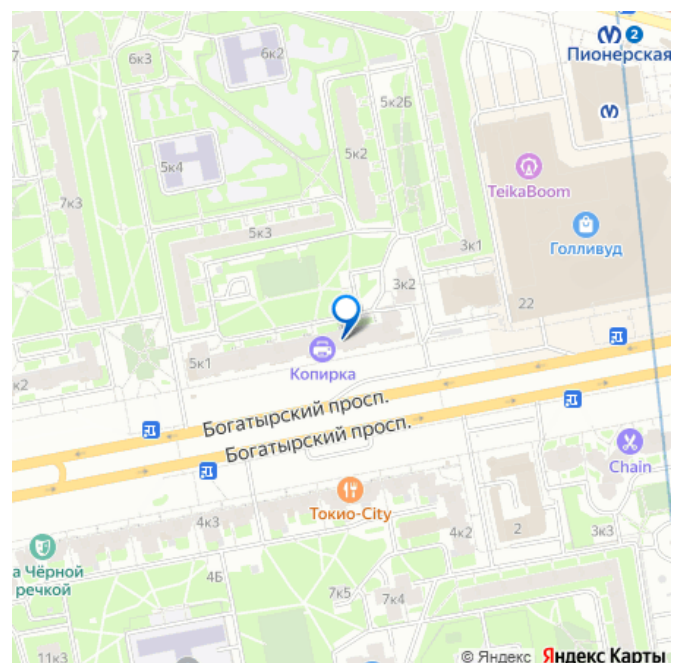 2
Пионерская
6к3
6к2
5к2Б
5к2
5к4
TeikaBoom
7к3
5к3
3к1
Голливуд
3к2
22
5к1
к2
Копирка
Богатырский просп.
Богатырский просп.
Chain
Токио-City
4к3
4к2
2
3к3
а Чёрной
речкой
4Б
7к5
7к4
11к3
© Яндекс Яндекс Карты